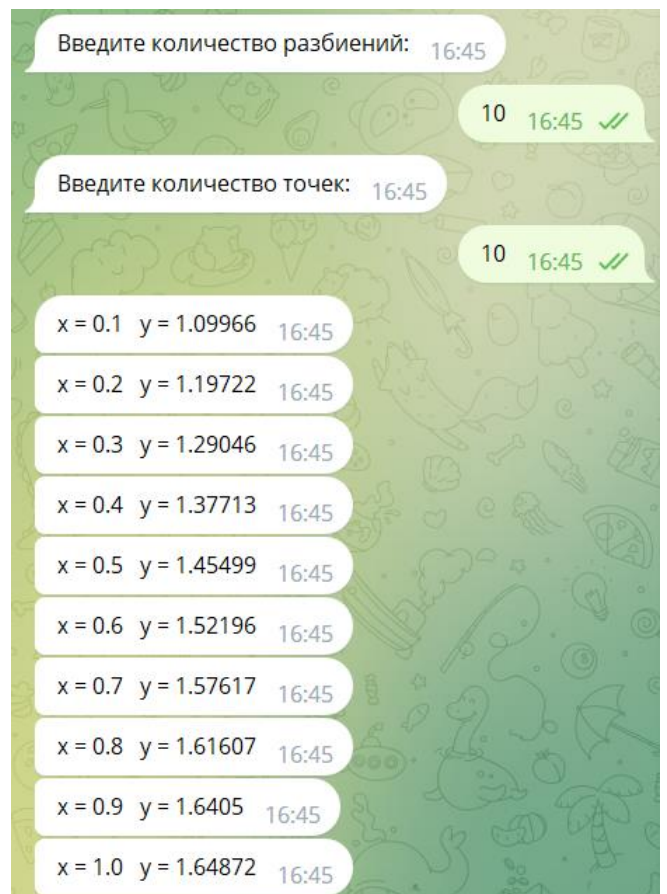 Введите количество разбиений: 16:45
10 16:45
Введите количество точек: 16:45
10 16:45
x = 0.1 y = 1.09966 16:45
x = 0.2 y = 1.19722 16:45
x = 0.3 y = 1.29046 16:45
x = 0.4 y = 1.37713 16:45
x = 0.5 y = 1.45499 16:45
x = 0.6 y = 1.52196 16:45
x = 0.7 y = 1.57617 16:45
x = 0.8 y = 1.61607 16:45
x = 0.9 y = 1.6405 16:45
x = 1.0 y = 1.64872 16:45